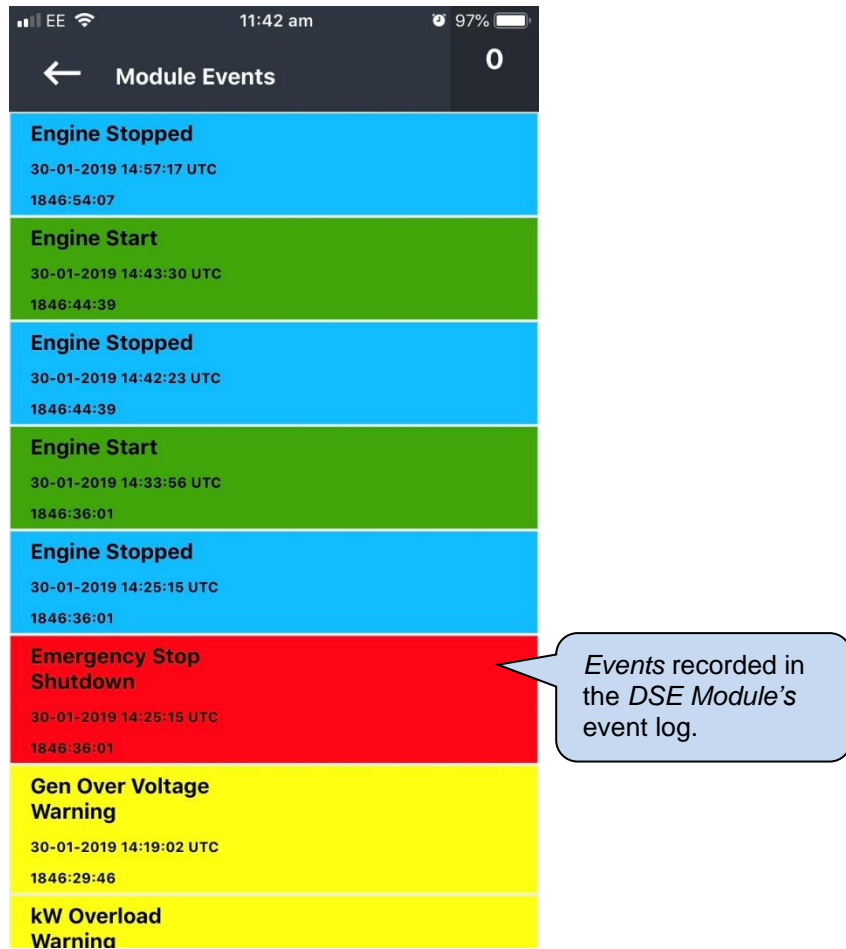 EE 11:42 am 97%
Module Events 0
Engine Stopped
30-01-2019 14:57:17 UTC
1846:54:07
Engine Start
30-01-2019 14:43:30 UTC
1846:44:39
Engine Stopped
30-01-2019 14:42:23 UTC
1846:44:39
Engine Start
30-01-2019 14:33:56 UTC
1846:36:01
Engine Stopped
30-01-2019 14:25:15 UTC
1846:36:01
Emergency Stop
Shutdown
30-01-2019 14:25:15 UTC
1846:36:01
Events recorded in
the DSE Module's
event log.
Gen Over Voltage
Warning
30-01-2019 14:19:02 UTC
1846:29:46
kW Overload
Warning